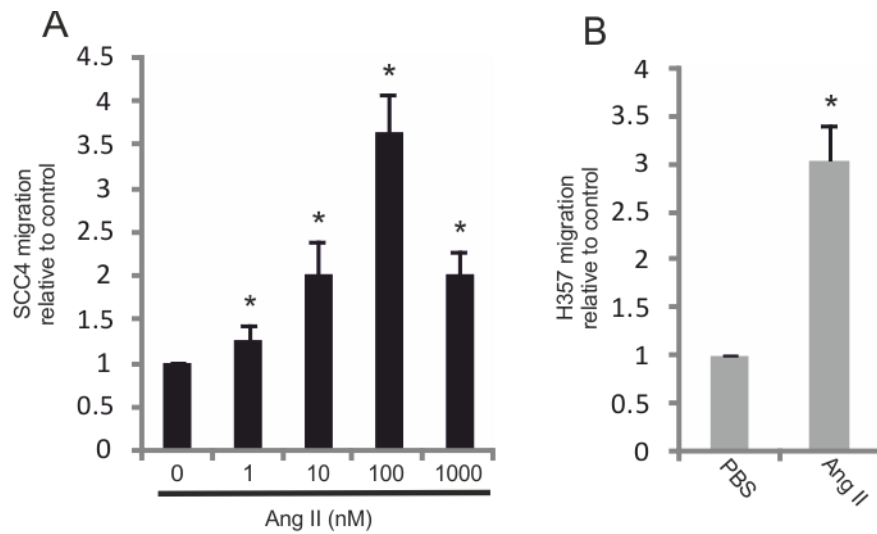 A
SCC4 migration
relative to control
4.5
4
3.5
3
2.5
2
1.5
1
0.5
0
*
*
*
*
0 1 10 100 1000
Ang II (nM)
B
H357 migration
relative to control
4
3.5
3
2.5
2
1.5
1
0.5
0
*
PBS
Ang II